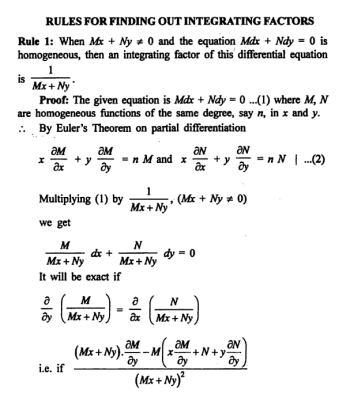 RULES FOR FINDING OUT INTEGRATING FACTORS
Rule 1: When Mx + Ny ≠ 0 and the equation Mdx + Ndy = 0 is
homogeneous, then an integrating factor of this differential equation
is 1/(Mx + Ny).
Proof: The given equation is Mdx + Ndy = 0 ...(1) where M, N
are homogeneous functions of the same degree, say n, in x and y.
∴ By Euler's Theorem on partial differentiation
x ∂M/∂x + y ∂M/∂y = n M and x ∂N/∂x + y ∂N/∂y = n N | ...(2)
Multiplying (1) by 1/(Mx + Ny), (Mx + Ny ≠ 0)
we get
M/(Mx + Ny) dx + N/(Mx + Ny) dy = 0
It will be exact if
∂/∂y (M/(Mx + Ny)) = ∂/∂x (N/(Mx + Ny))
i.e. if ((Mx + Ny).∂M/∂y − M(x ∂M/∂y + N + y ∂N/∂y))/(Mx + Ny)²